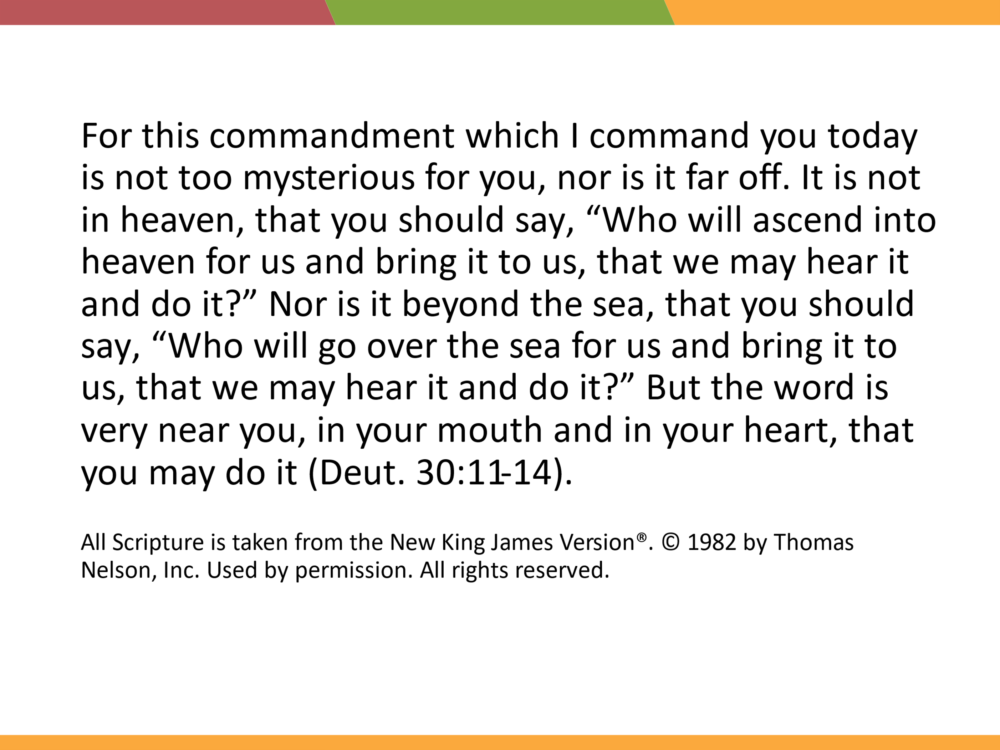 For this commandment which I command you today
is not too mysterious for you, nor is it far off. It is not
in heaven, that you should say, “Who will ascend into
heaven for us and bring it to us, that we may hear it
and do it?” Nor is it beyond the sea, that you should
say, “Who will go over the sea for us and bring it to
us, that we may hear it and do it?” But the word is
very near you, in your mouth and in your heart, that
you may do it (Deut. 30:11-14).
All Scripture is taken from the New King James Version®. © 1982 by Thomas
Nelson, Inc. Used by permission. All rights reserved.